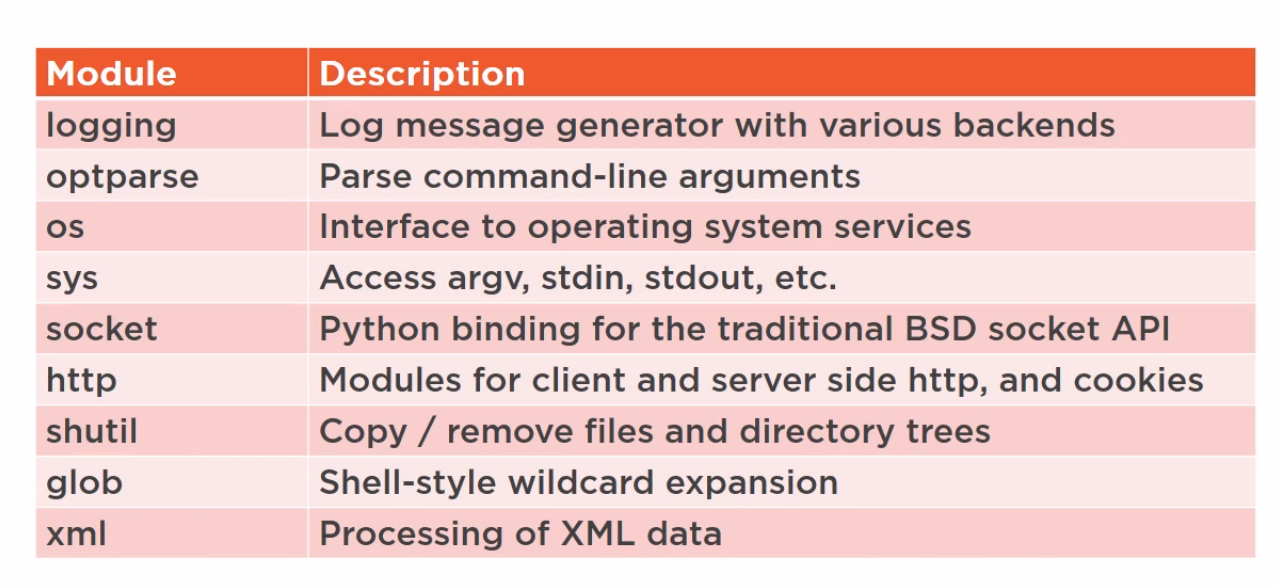 Module Description
logging Log message generator with various backends
optparse Parse command-line arguments
os Interface to operating system services
sys Access argv, stdin, stdout, etc.
socket Python binding for the traditional BSD socket API
http Modules for client and server side http, and cookies
shutil Copy / remove files and directory trees
glob Shell-style wildcard expansion
xml Processing of XML data